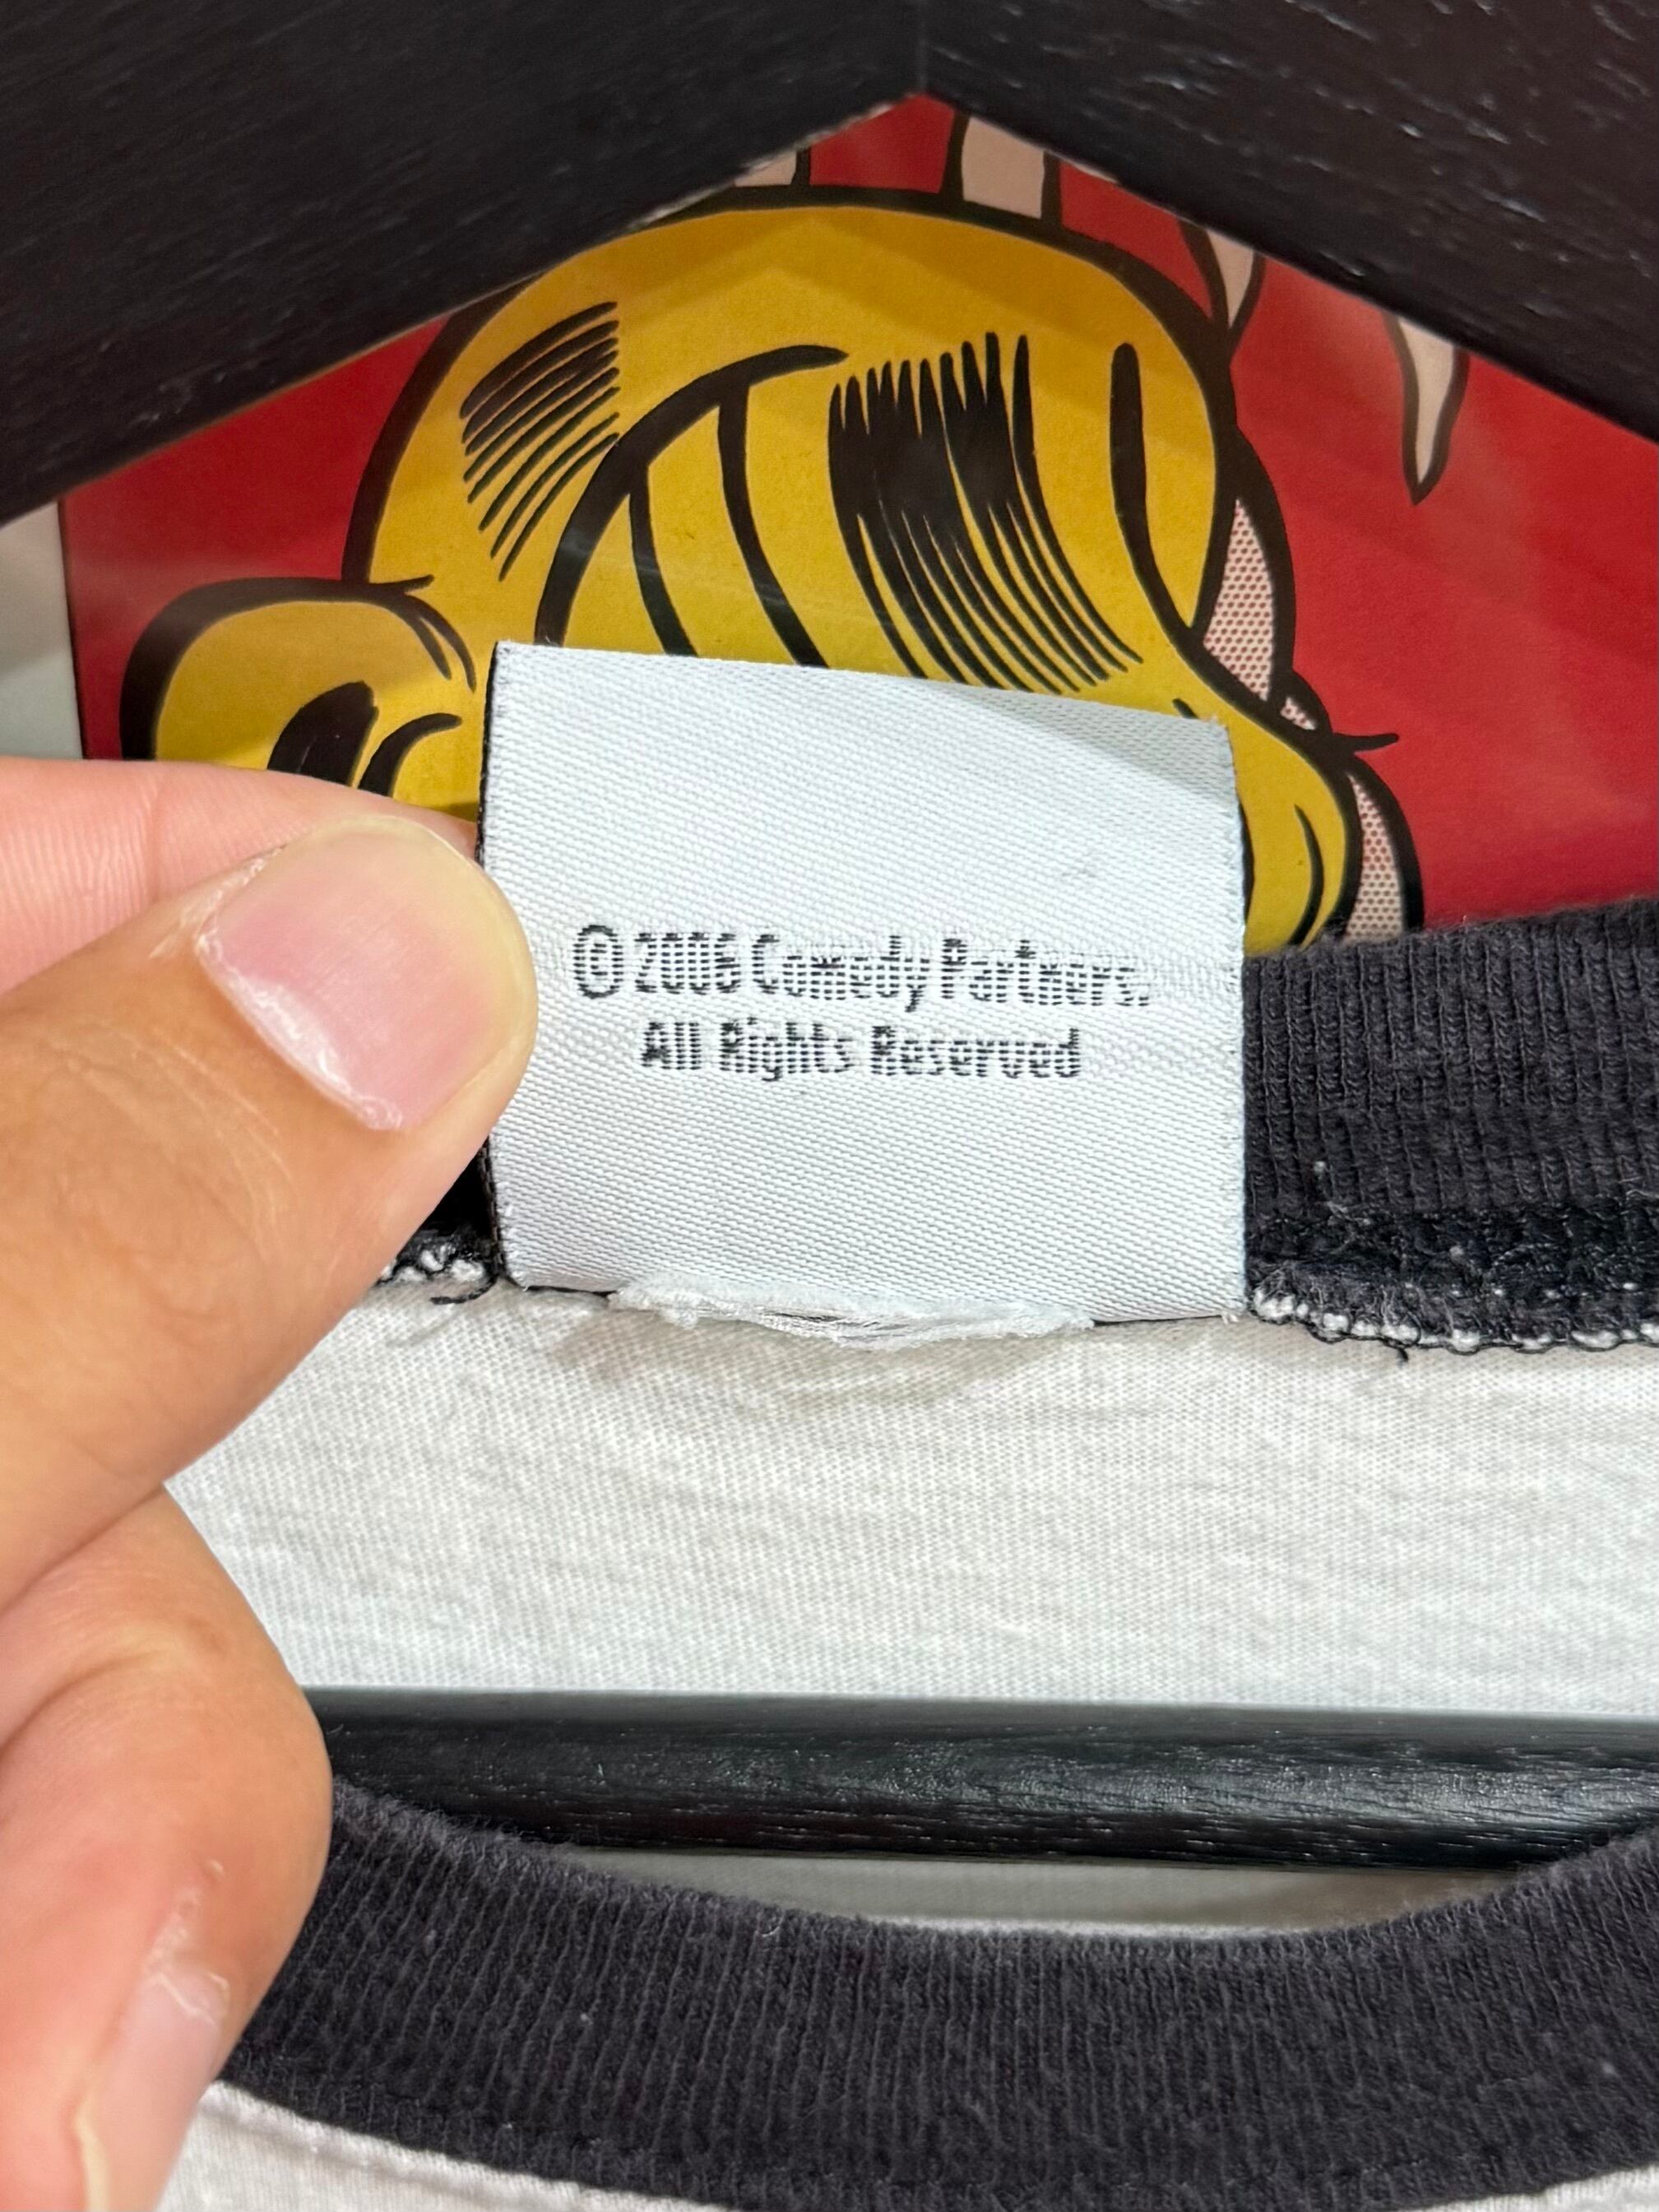 © 2006 Comedy Partners.
All Rights Reserved